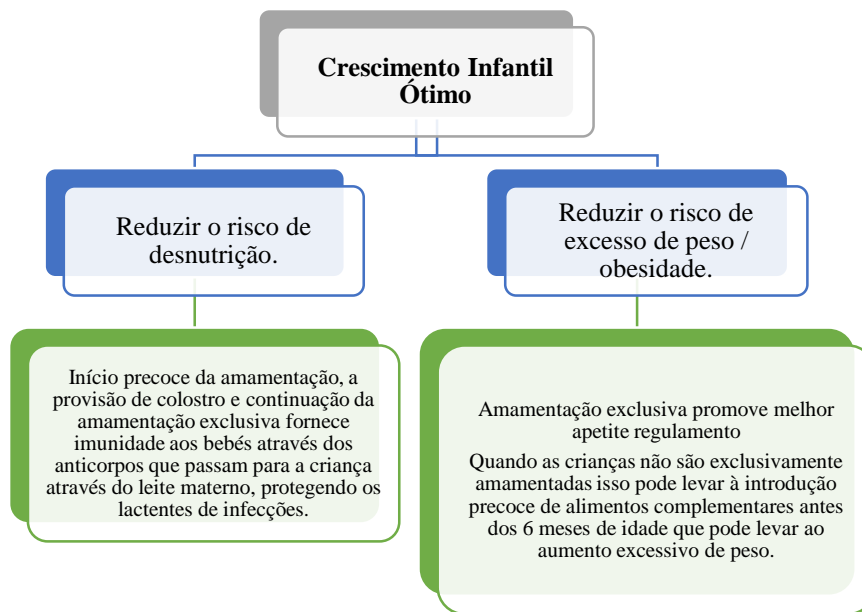 Crescimento Infantil
Ótimo
Reduzir o risco de
desnutrição.
Reduzir o risco de
excesso de peso /
obesidade.
Início precoce da amamentação, a
provisão de colostro e continuação da
amamentação exclusiva fornece
imunidade aos bebés através dos
anticorpos que passam para a criança
através do leite materno, protegendo os
lactentes de infecções.
Amamentação exclusiva promove melhor
apetite regulamento
Quando as crianças não são exclusivamente
amamentadas isso pode levar à introdução
precoce de alimentos complementares antes
dos 6 meses de idade que pode levar ao
aumento excessivo de peso.